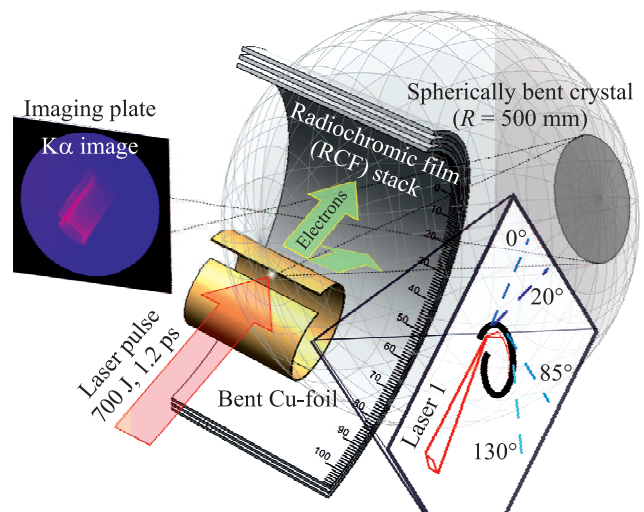 Imaging plate
Kα image
Spherically bent crystal
(R = 500 mm)
Radiochromic film
(RCF) stack
Electrons
Laser pulse
700 J, 1.2 ps
Bent Cu-foil
0
10
20
30
40
50
60
70
80
90
100
0°
20°
85°
130°
Laser 1